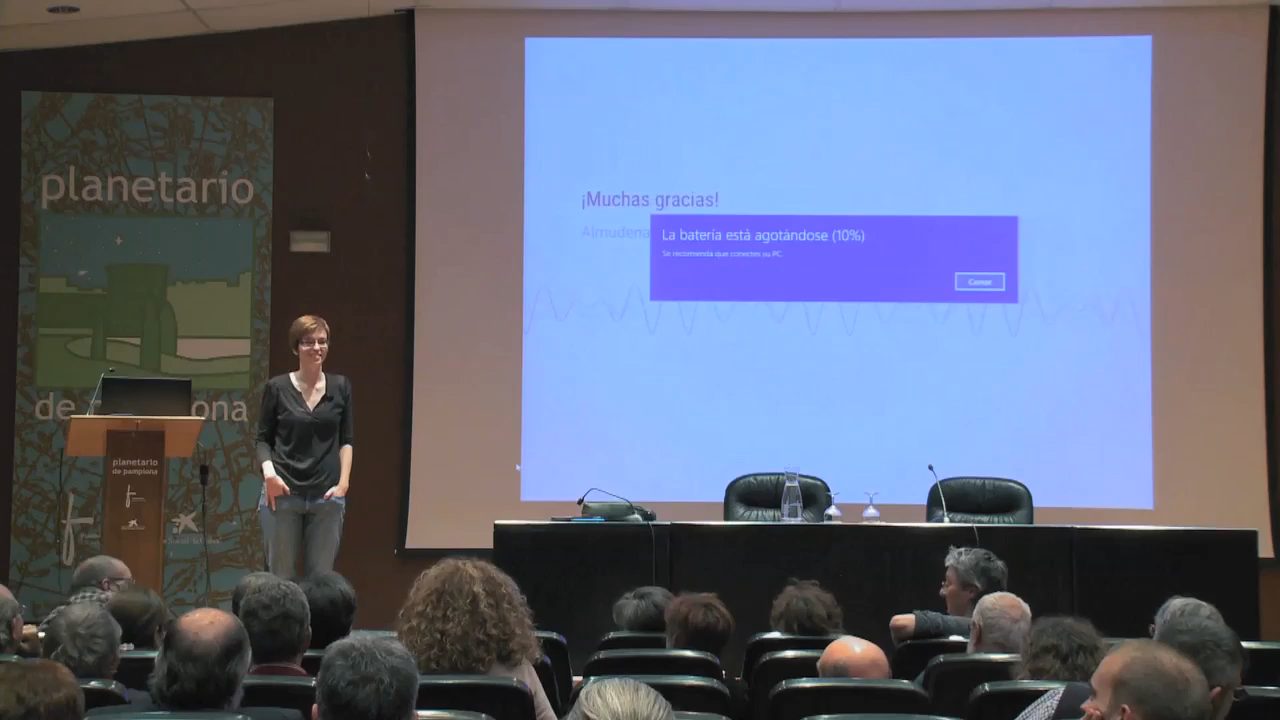 planetario
de
ona
planetario
de pamplona
¡Muchas gracias!
Almudena
La batería está agotándose (10%)
Se recomienda que conectes su PC.
Cerrar